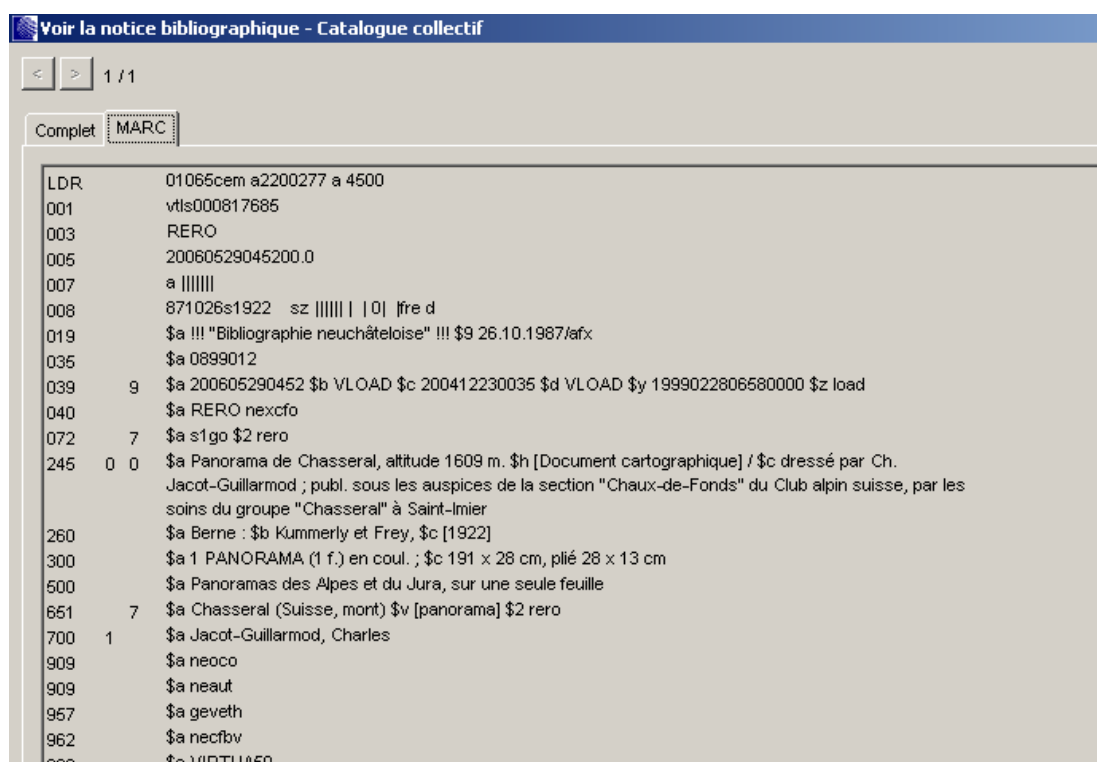 Voir la notice bibliographique - Catalogue collectif
< > 1 / 1
Complet MARC
LDR 01065cem a2200277 a 4500
001 vtls000817685
003 RERO
005 20060529045200.0
007 a |||||||
008 871026s1922 sz |||||| | | 0| |fre d
019 $a !!! "Bibliographie neuchâteloise" !!! $9 26.10.1987/afx
035 $a 0899012
039 9 $a 200605290452 $b VLOAD $c 200412230035 $d VLOAD $y 1999022806580000 $z load
040 $a RERO nexcfo
072 7 $a s1go $2 rero
245 0 0 $a Panorama de Chasseral, altitude 1609 m. $h [Document cartographique] / $c dressé par Ch.
Jacot-Guillarmod ; publ. sous les auspices de la section "Chaux-de-Fonds" du Club alpin suisse, par les
soins du groupe "Chasseral" à Saint-Imier
260 $a Berne : $b Kummerly et Frey, $c [1922]
300 $a 1 PANORAMA (1 f.) en coul. ; $c 191 x 28 cm, plié 28 x 13 cm
500 $a Panoramas des Alpes et du Jura, sur une seule feuille
651 7 $a Chasseral (Suisse, mont) $v [panorama] $2 rero
700 1 $a Jacot-Guillarmod, Charles
909 $a neoco
909 $a neaut
957 $a geveth
962 $a necfbv